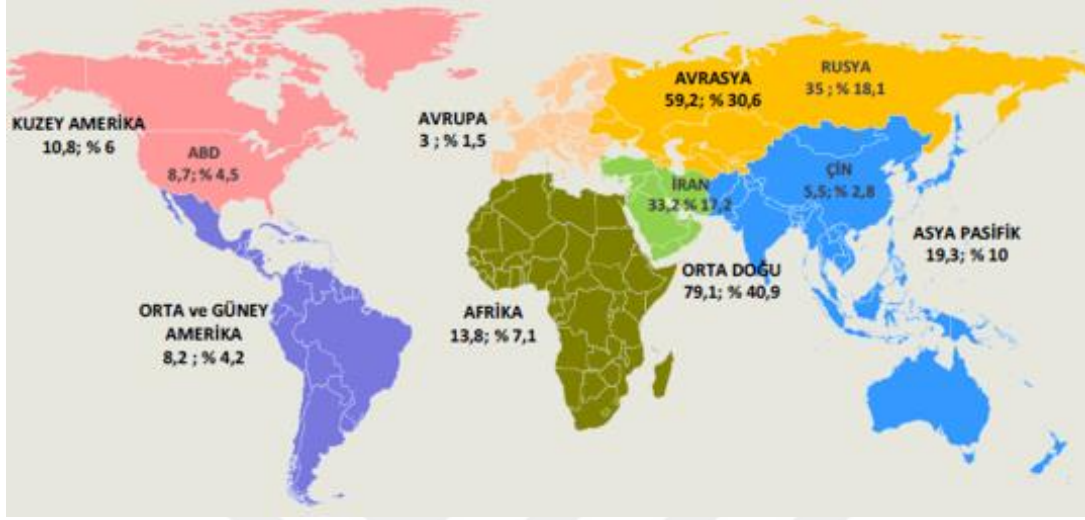 KUZEY AMERİKA
10,8; % 6
ABD
8,7; % 4,5
ORTA ve GÜNEY
AMERİKA
8,2 ; % 4,2
AVRUPA
3 ; % 1,5
AFRİKA
13,8; % 7,1
AVRASYA
59,2; % 30,6
RUSYA
35 ; % 18,1
İRAN
33,2 % 17,2
ORTA DOĞU
79,1; % 40,9
ÇİN
5,5; % 2,8
ASYA PASİFİK
19,3; % 10